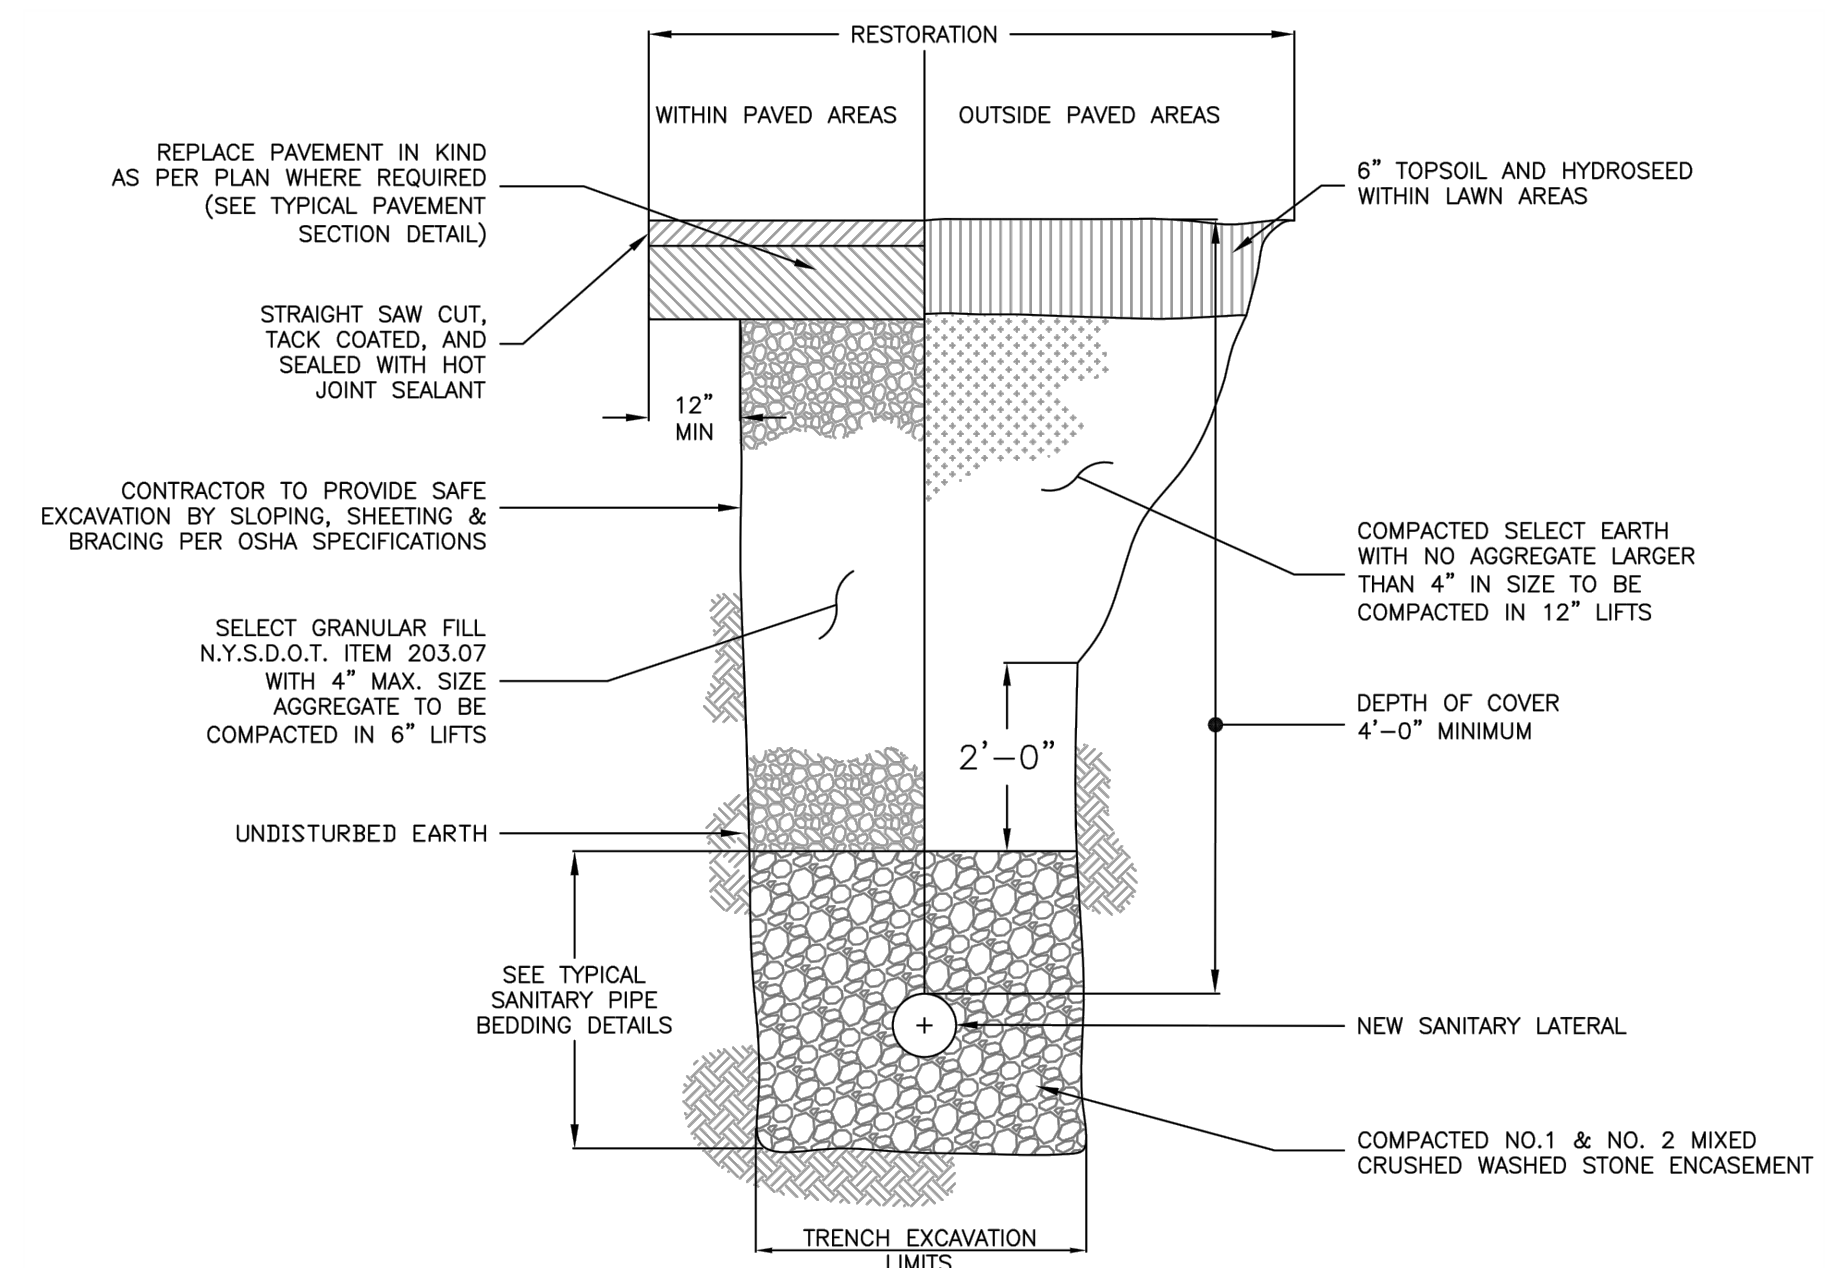 RESTORATION
WITHIN PAVED AREAS
OUTSIDE PAVED AREAS
REPLACE PAVEMENT IN KIND
AS PER PLAN WHERE REQUIRED
(SEE TYPICAL PAVEMENT
SECTION DETAIL)
STRAIGHT SAW CUT,
TACK COATED, AND
SEALED WITH HOT
JOINT SEALANT
12”
MIN
CONTRACTOR TO PROVIDE SAFE
EXCAVATION BY SLOPING, SHEETING &
BRACING PER OSHA SPECIFICATIONS
SELECT GRANULAR FILL
N.Y.S.D.O.T. ITEM 203.07
WITH 4” MAX. SIZE
AGGREGATE TO BE
COMPACTED IN 6” LIFTS
UNDISTURBED EARTH
SEE TYPICAL
SANITARY PIPE
BEDDING DETAILS
6” TOPSOIL AND HYDROSEED
WITHIN LAWN AREAS
COMPACTED SELECT EARTH
WITH NO AGGREGATE LARGER
THAN 4” IN SIZE TO BE
COMPACTED IN 12” LIFTS
DEPTH OF COVER
4’–0” MINIMUM
2’–0”
NEW SANITARY LATERAL
COMPACTED NO.1 & NO. 2 MIXED
CRUSHED WASHED STONE ENCASEMENT
TRENCH EXCAVATION
LIMITS